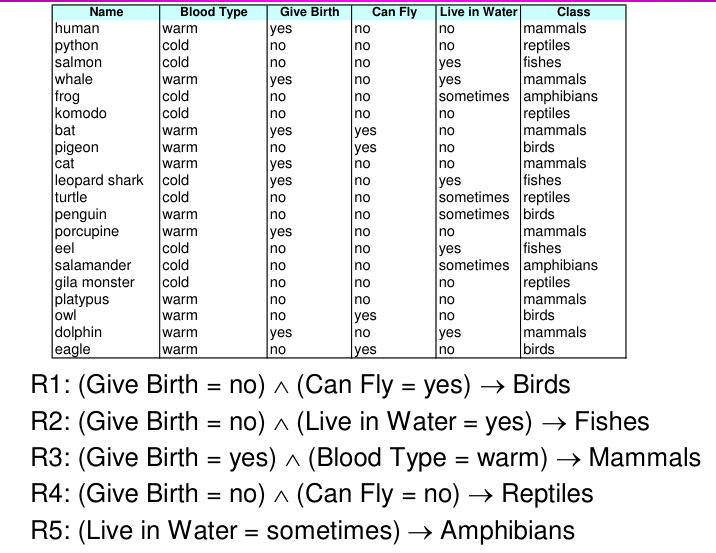 Name Blood Type Give Birth Can Fly Live in Water Class
human warm yes no no mammals
python cold no no no reptiles
salmon cold no no yes fishes
whale warm yes no yes mammals
frog cold no no sometimes amphibians
komodo cold no no no reptiles
bat warm yes yes no mammals
pigeon warm no yes no birds
cat warm yes no no mammals
leopard shark cold yes no yes fishes
turtle cold no no sometimes reptiles
penguin warm no no sometimes birds
porcupine warm yes no no mammals
eel cold no no yes fishes
salamander cold no no sometimes amphibians
gila monster cold no no no reptiles
platypus warm no no no mammals
owl warm no yes no birds
dolphin warm yes no yes mammals
eagle warm no yes no birds
R1: (Give Birth = no) ∧ (Can Fly = yes) → Birds
R2: (Give Birth = no) ∧ (Live in Water = yes) → Fishes
R3: (Give Birth = yes) ∧ (Blood Type = warm) → Mammals
R4: (Give Birth = no) ∧ (Can Fly = no) → Reptiles
R5: (Live in Water = sometimes) → Amphibians